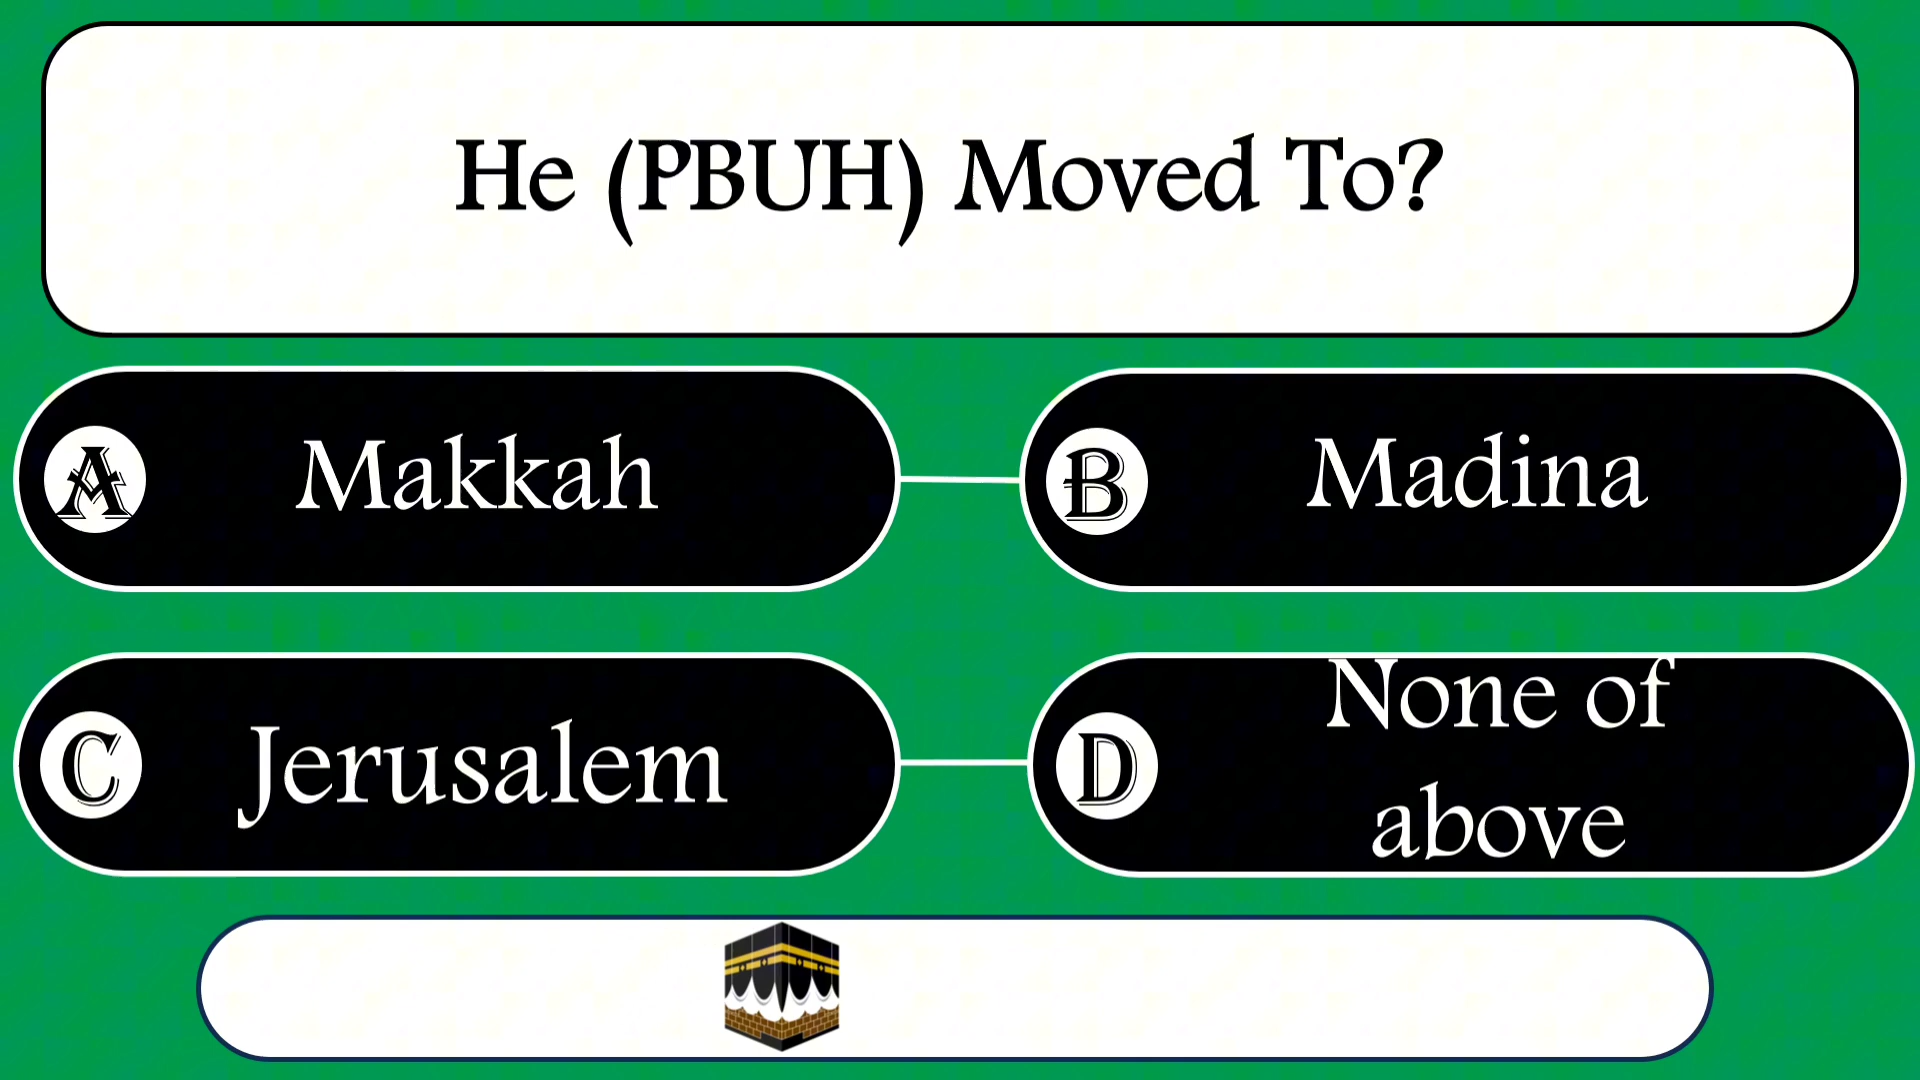 He (PBUH) Moved To?
A Makkah
B Madina
C Jerusalem
D None of
above